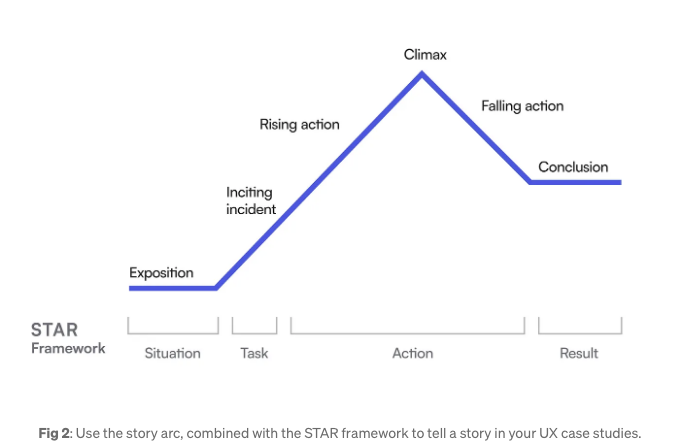 Climax
Falling action
Rising action
Conclusion
Inciting
incident
Exposition
STAR
Framework
Situation
Task
Action
Result
Fig 2: Use the story arc, combined with the STAR framework to tell a story in your UX case studies.